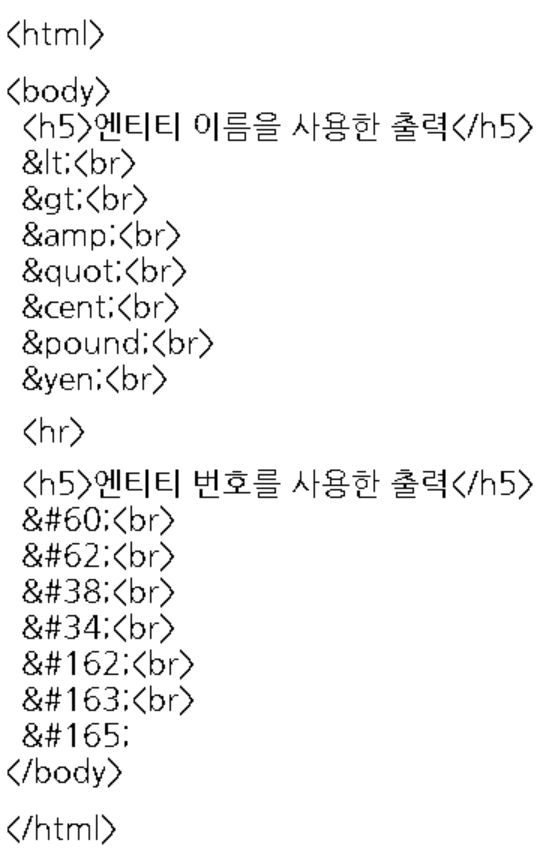 <html>
<body>
<h5>엔티티 이름을 사용한 출력</h5>
&lt;<br>
&gt;<br>
&amp;<br>
&quot;<br>
&cent;<br>
&pound;<br>
&yen;<br>
<hr>
<h5>엔티티 번호를 사용한 출력</h5>
&#60;<br>
&#62;<br>
&#38;<br>
&#34;<br>
&#162;<br>
&#163;<br>
&#165;
</body>
</html>